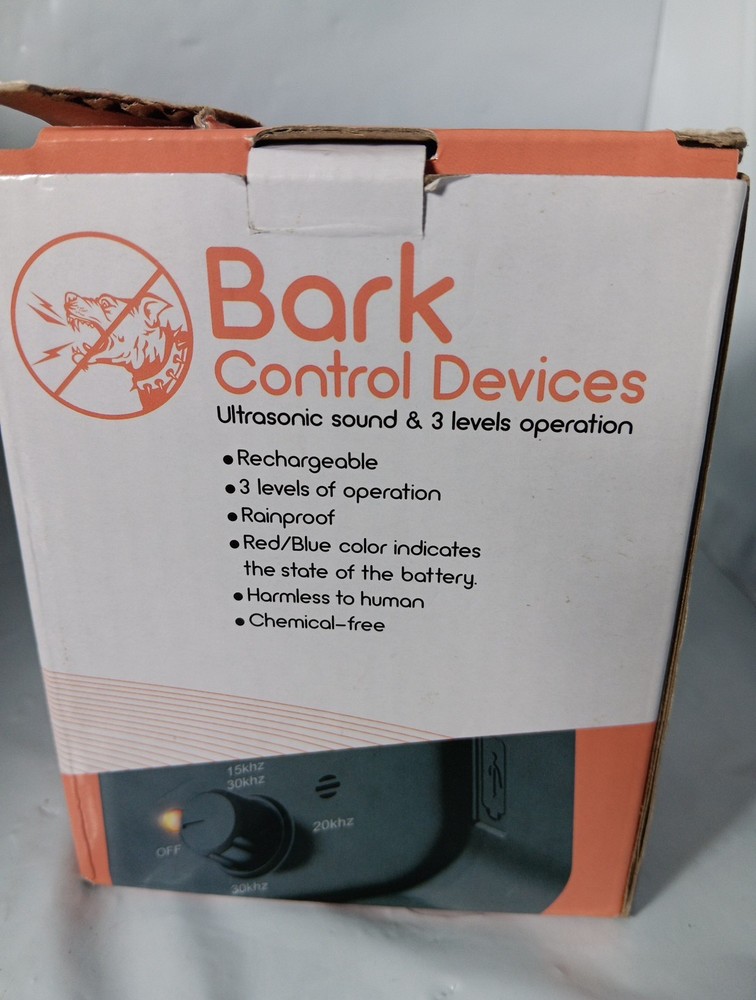 Bark
Control Devices
Ultrasonic sound & 3 levels operation
• Rechargeable
• 3 levels of operation
• Rainproof
• Red/Blue color indicates
the state of the battery.
• Harmless to human
• Chemical-free
15khz
30khz
20khz
OFF
30khz